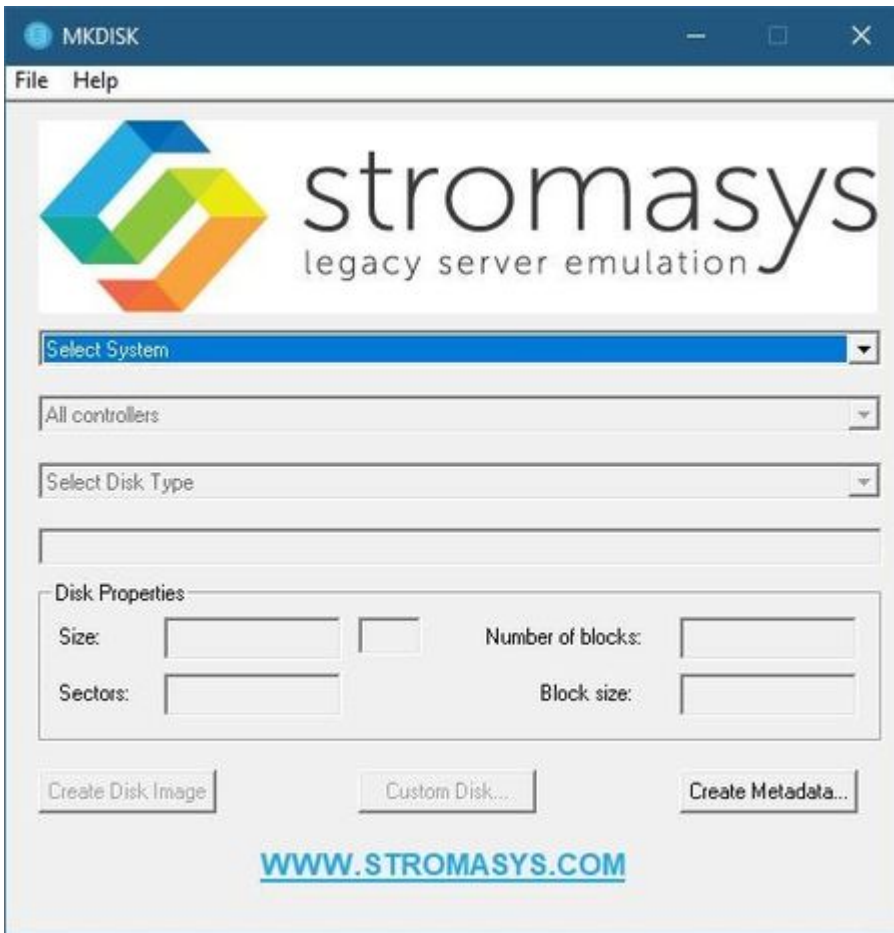 MKDISK
File Help
stromasys
legacy server emulation
Select System
All controllers
Select Disk Type
Disk Properties
Size: Number of blocks:
Sectors: Block size:
Create Disk Image Custom Disk... Create Metadata...
WWW.STROMASYS.COM